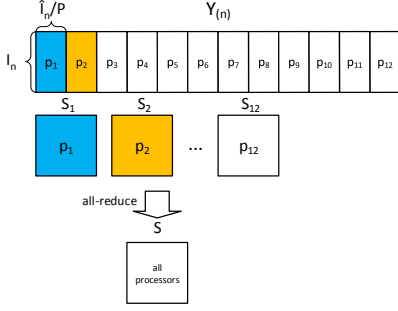 Î_n/P
Y_(n)
I_n
p_1 p_2 p_3 p_4 p_5 p_6 p_7 p_8 p_9 p_10 p_11 p_12
S_1 S_2 S_12
p_1 p_2 ... p_12
all-reduce
S
all
processors